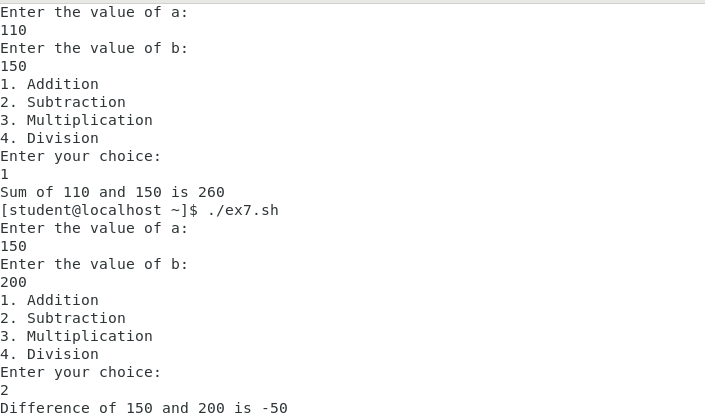 Enter the value of a:
110
Enter the value of b:
150
1. Addition
2. Subtraction
3. Multiplication
4. Division
Enter your choice:
1
Sum of 110 and 150 is 260
[student@localhost ~]$ ./ex7.sh
Enter the value of a:
150
Enter the value of b:
200
1. Addition
2. Subtraction
3. Multiplication
4. Division
Enter your choice:
2
Difference of 150 and 200 is -50